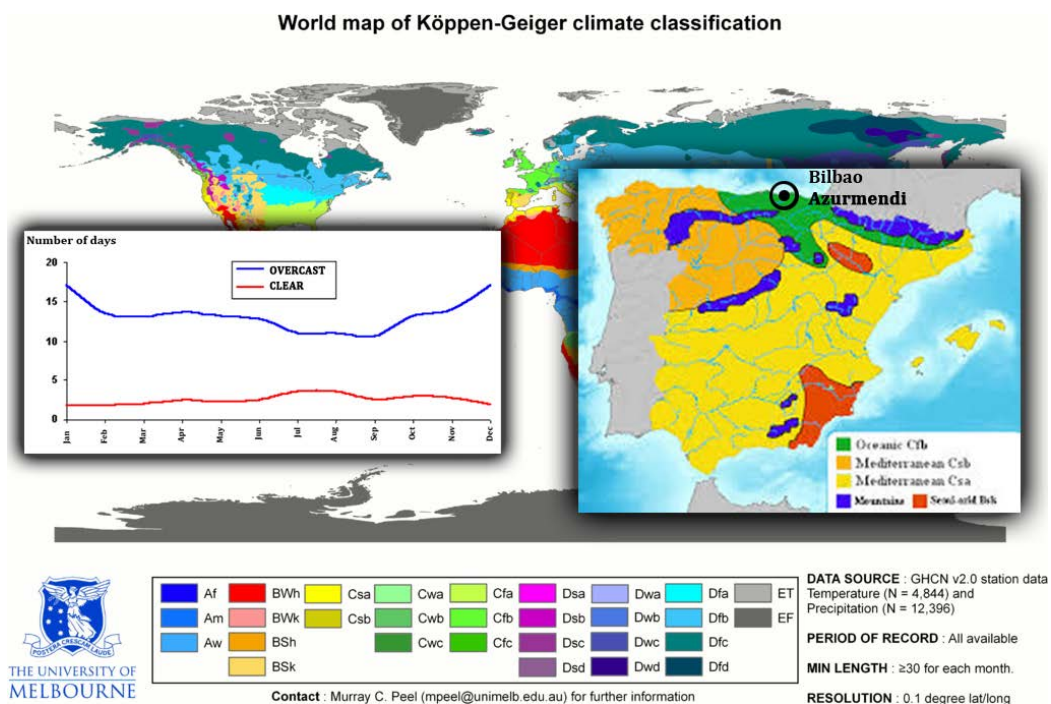 World map of Köppen-Geiger climate classification
Bilbao
Azurmendi
Number of days
20
15
10
5
0
OVERCAST
CLEAR
Jan
Feb
Mar
Apr
May
Jun
Jul
Aug
Sep
Oct
Nov
Dec
Oceanic Cfb
Mediterranean Csb
Mediterranean Csa
Mountains
Semi-arid Bsk
THE UNIVERSITY OF
MELBOURNE
POSTERA CRESCAM LAUDE
Af
Am
Aw
BWh
BWk
BSh
BSk
Csa
Csb
Cwa
Cwb
Cwc
Cfa
Cfb
Cfc
Dsa
Dsb
Dsc
Dsd
Dwa
Dwb
Dwc
Dwd
Dfa
Dfb
Dfc
Dfd
ET
EF
Contact : Murray C. Peel (mpeel@unimelb.edu.au) for further information
DATA SOURCE : GHCN v2.0 station data
Temperature (N = 4,844) and
Precipitation (N = 12,396)
PERIOD OF RECORD : All available
MIN LENGTH : ≥30 for each month.
RESOLUTION : 0.1 degree lat/long